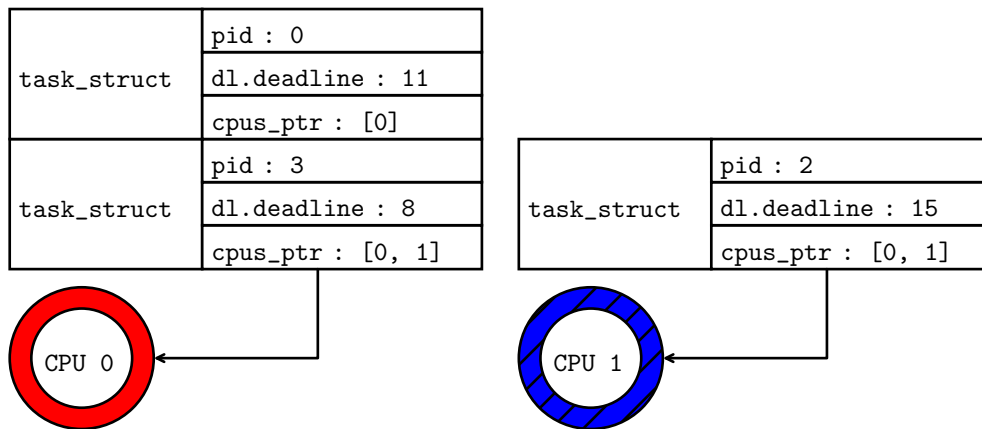 task_struct
pid : 0
dl.deadline : 11
cpus_ptr : [0]
task_struct
pid : 3
dl.deadline : 8
cpus_ptr : [0, 1]
CPU 0
task_struct
pid : 2
dl.deadline : 15
cpus_ptr : [0, 1]
CPU 1